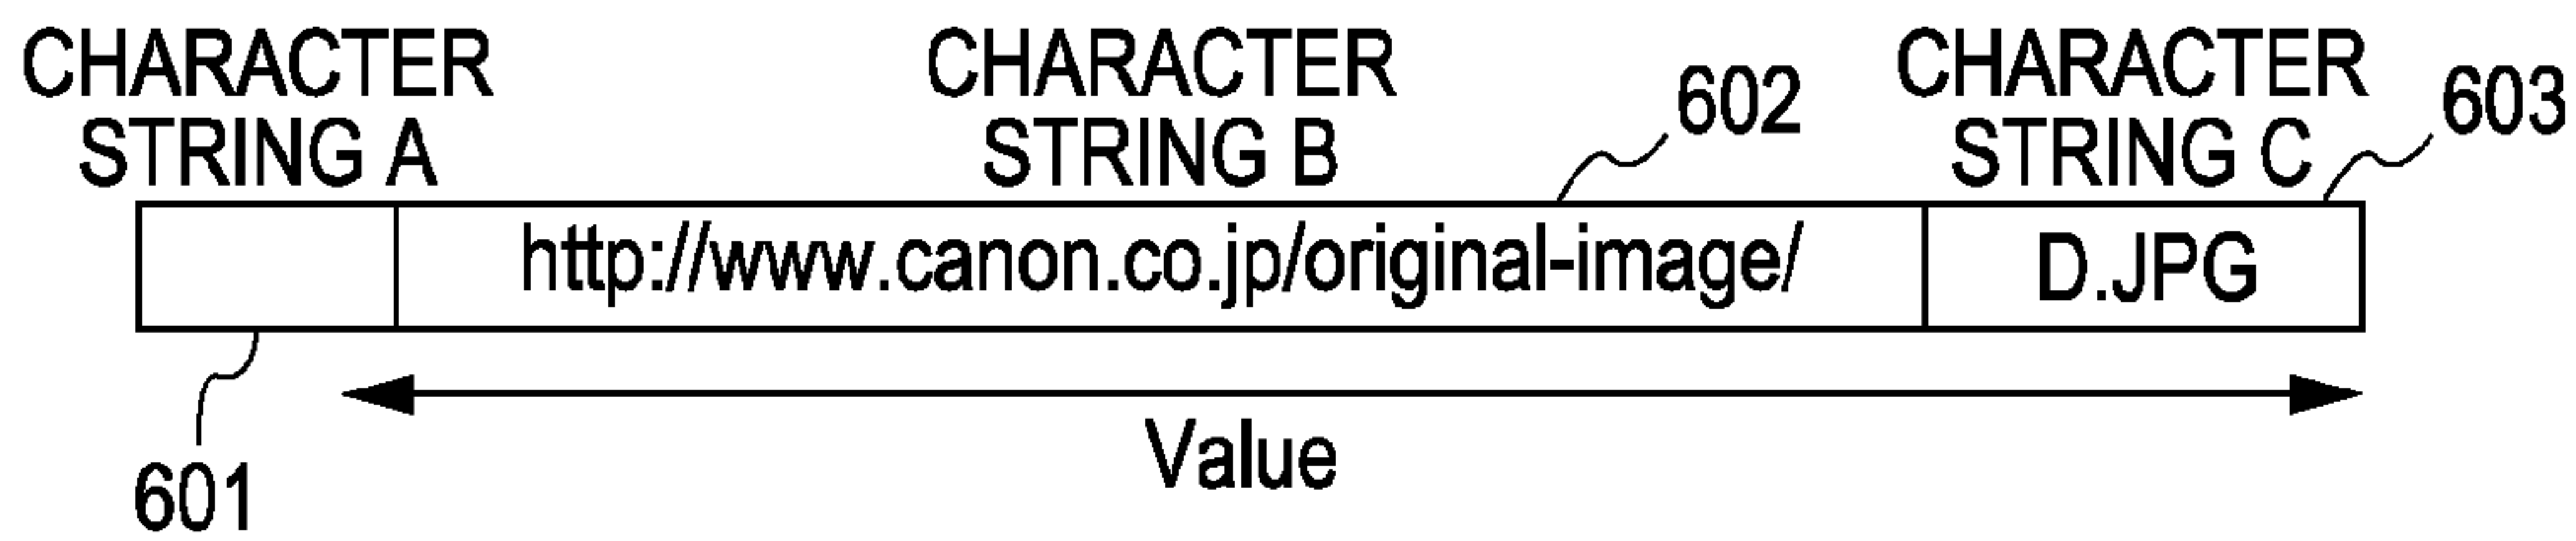 CHARACTER
STRING A
CHARACTER
STRING B
602
CHARACTER
STRING C
603
http://www.canon.co.jp/original-image/
D.JPG
601
Value